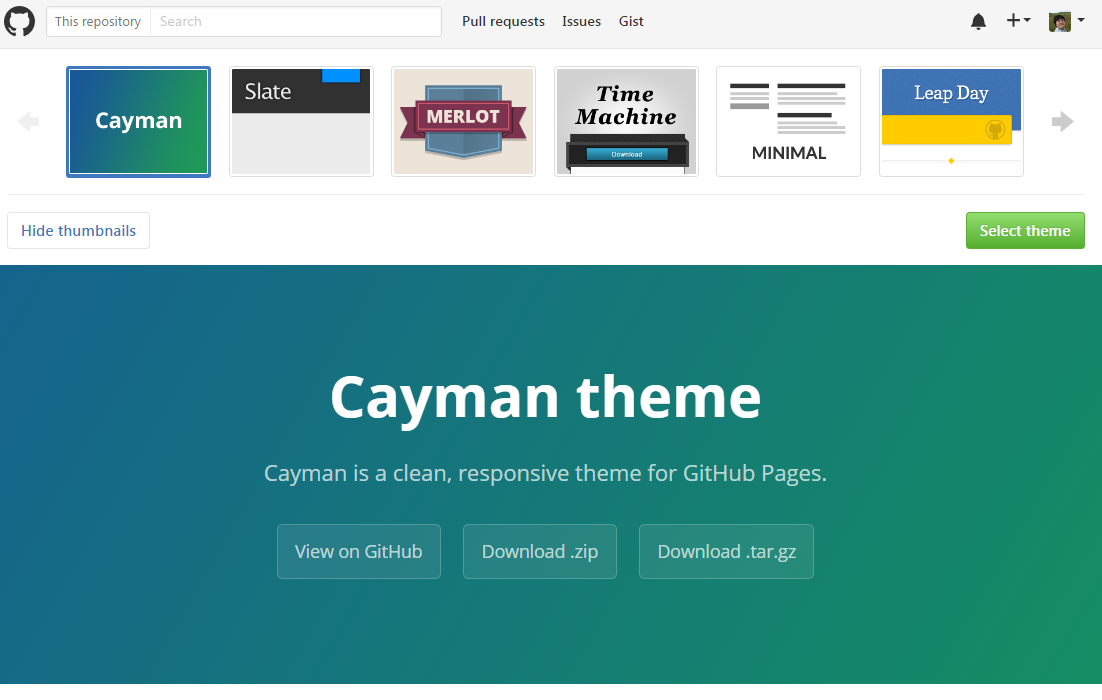 This repository Search Pull requests Issues Gist
Cayman
Slate
MERLOT
Time
Machine
Download
MINIMAL
Leap Day
Hide thumbnails
Select theme
Cayman theme
Cayman is a clean, responsive theme for GitHub Pages.
View on GitHub
Download .zip
Download .tar.gz